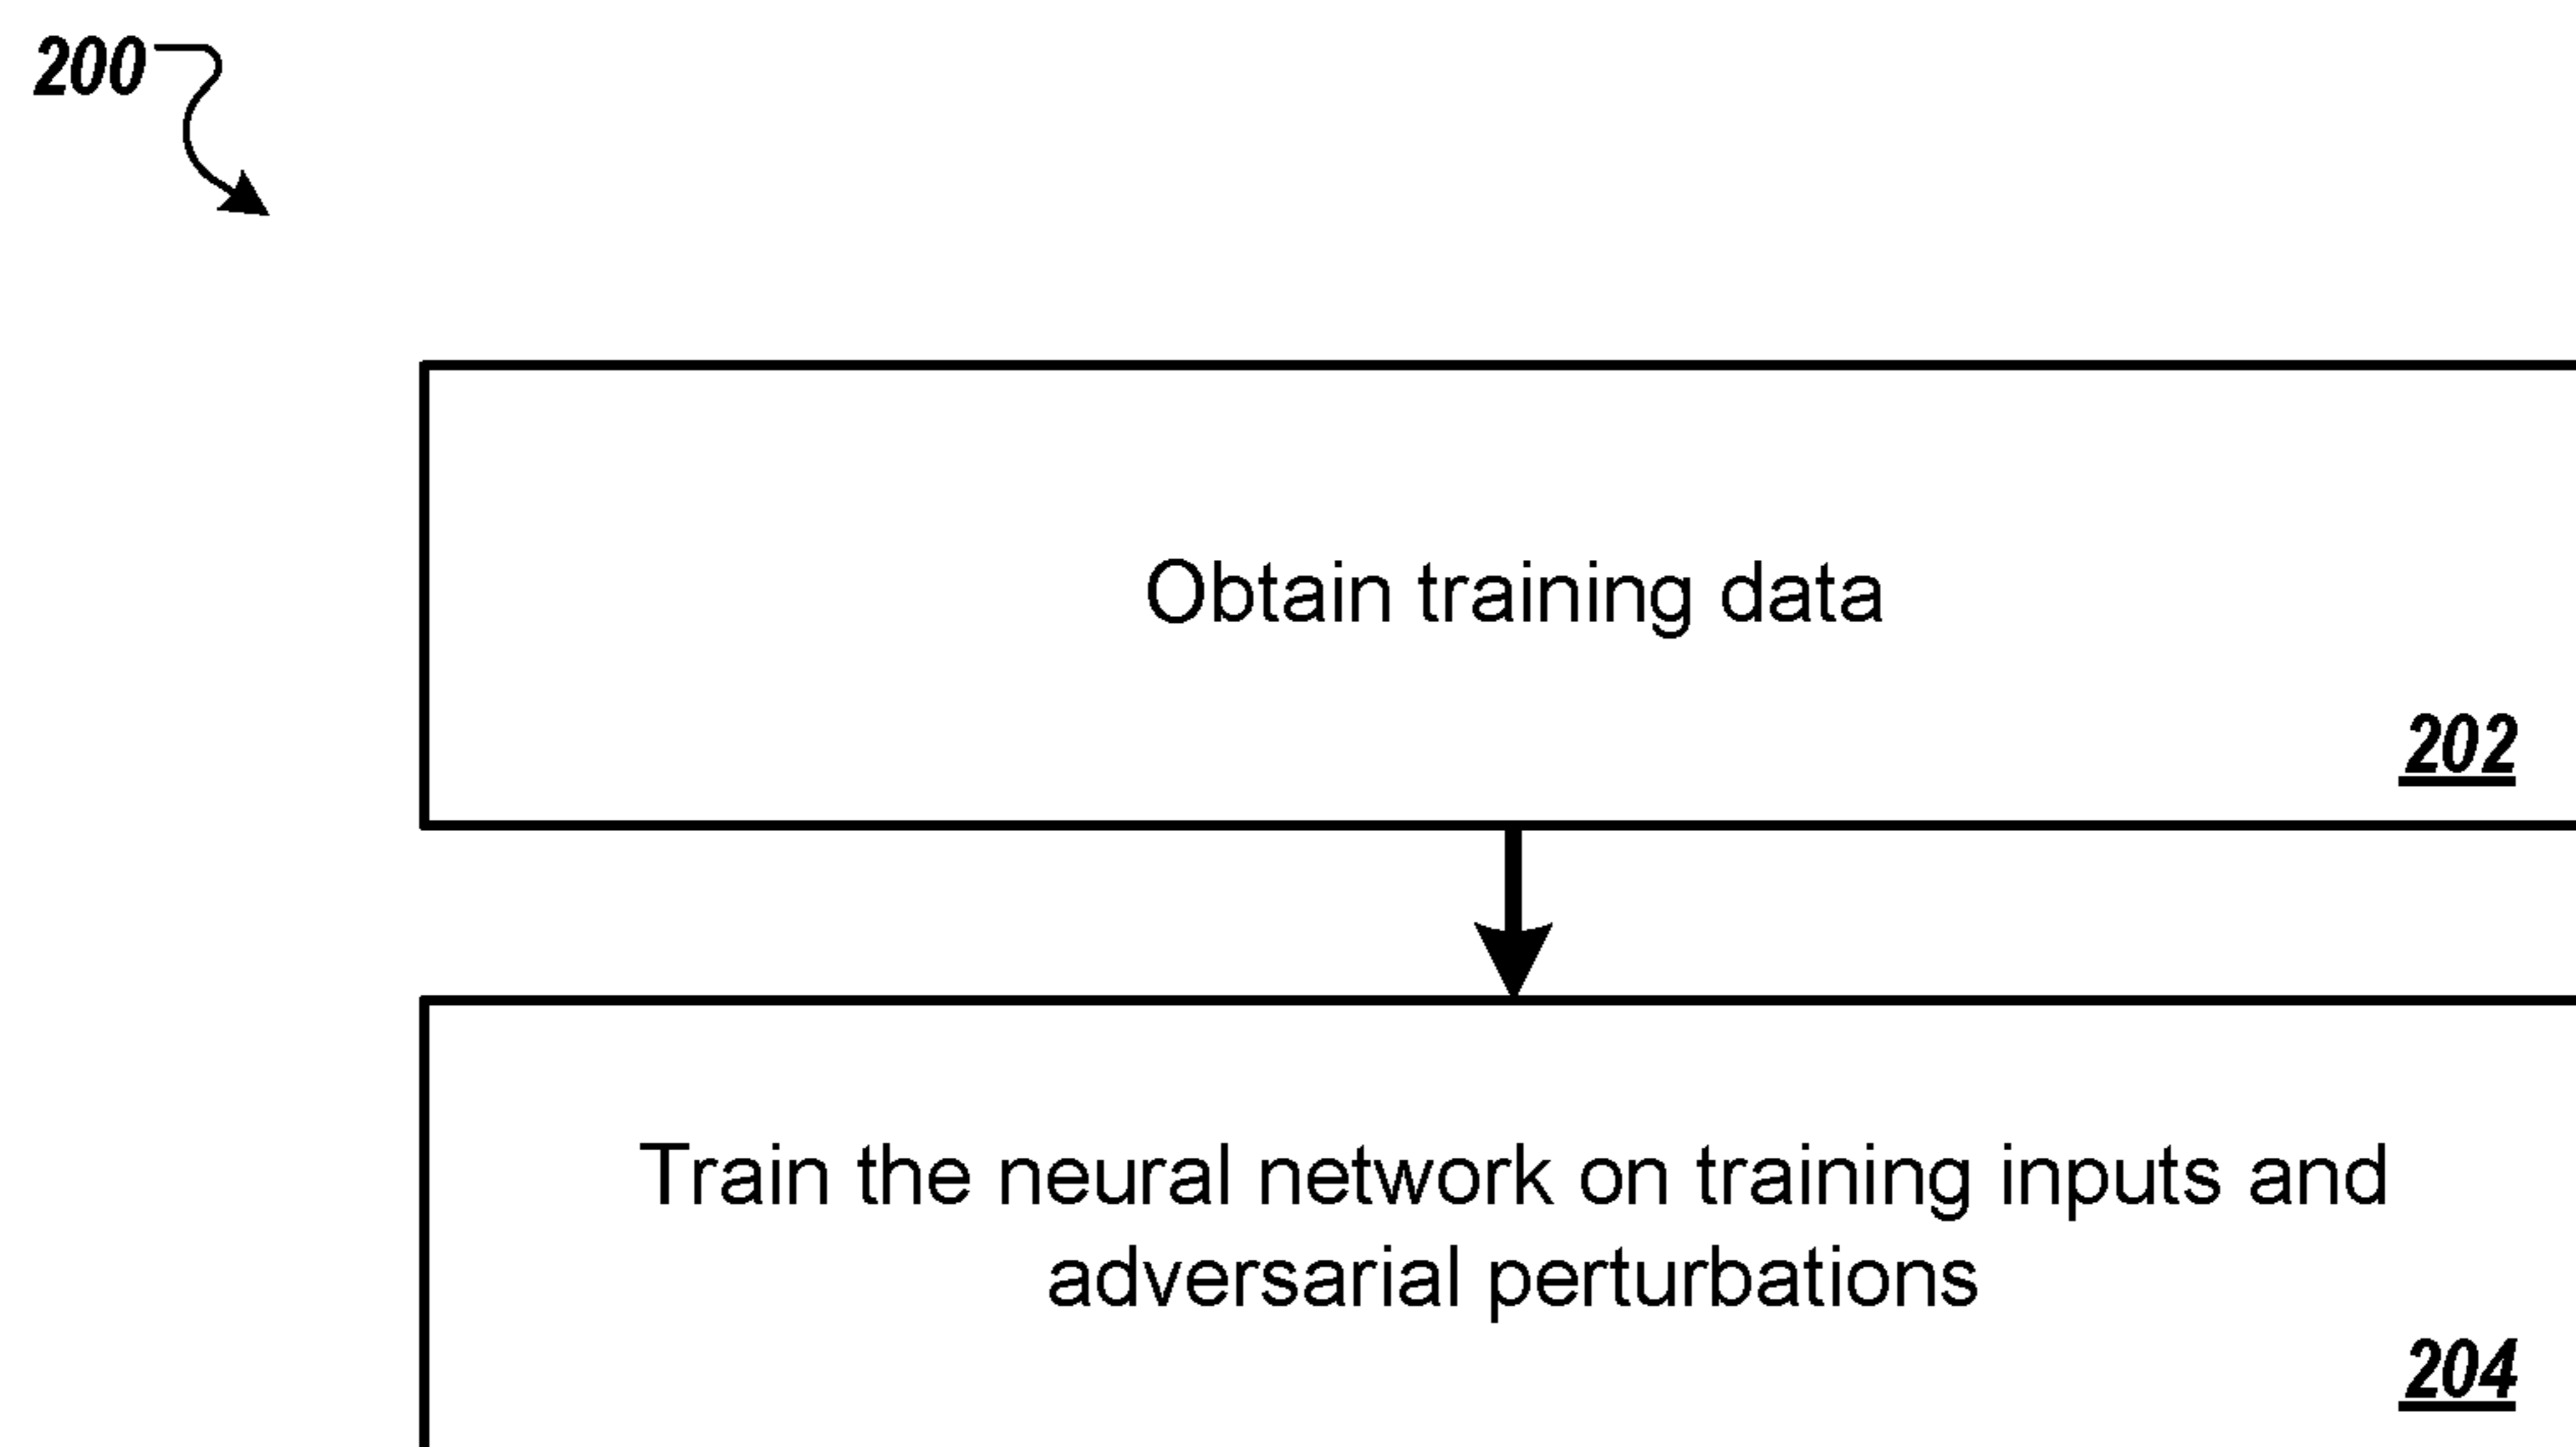 200
Obtain training data
202
Train the neural network on training inputs and
adversarial perturbations
204